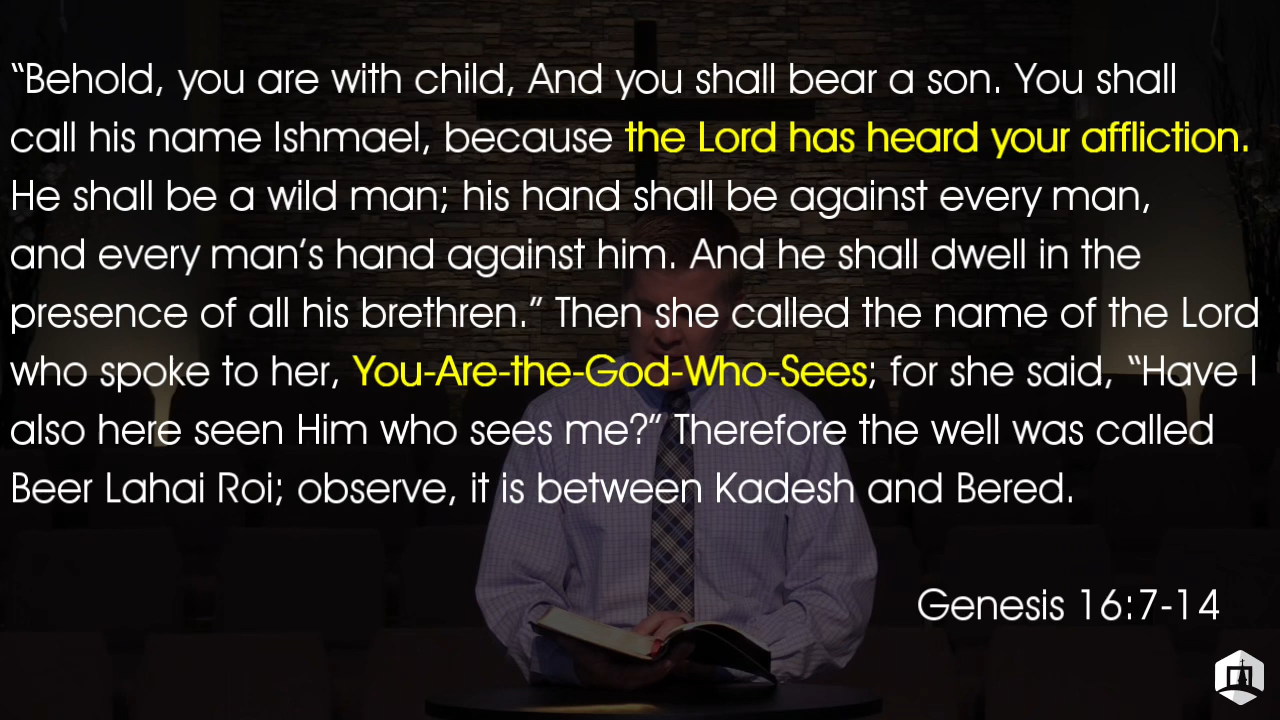 “Behold, you are with child, And you shall bear a son. You shall
call his name Ishmael, because the Lord has heard your affliction.
He shall be a wild man; his hand shall be against every man,
and every man‘s hand against him. And he shall dwell in the
presence of all his brethren.” Then she called the name of the Lord
who spoke to her, You-Are-the-God-Who-Sees; for she said, “Have I
also here seen Him who sees me?” Therefore the well was called
Beer Lahai Roi; observe, it is between Kadesh and Bered.
Genesis 16:7-14